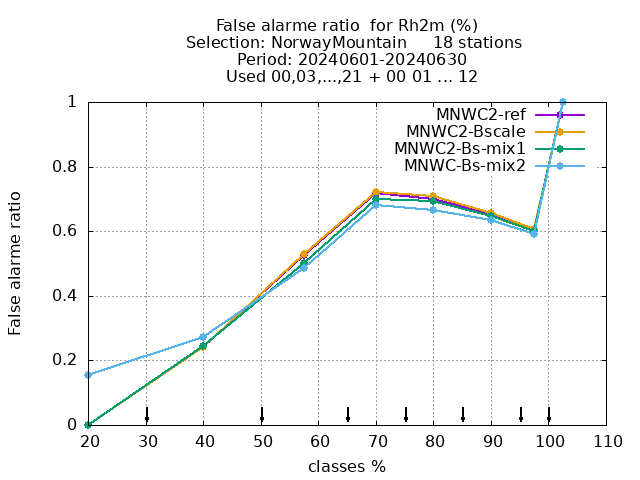 False alarme ratio  for Rh2m (%)
Selection: NorwayMountain     18 stations
Period: 20240601-20240630
Used 00,03,...,21 + 00 01 ... 12
MNWC2-ref
MNWC2-Bscale
MNWC2-Bs-mix1
MNWC-Bs-mix2
False alarme ratio
1
0.8
0.6
0.4
0.2
0
20 30 40 50 60 70 80 90 100 110
classes %